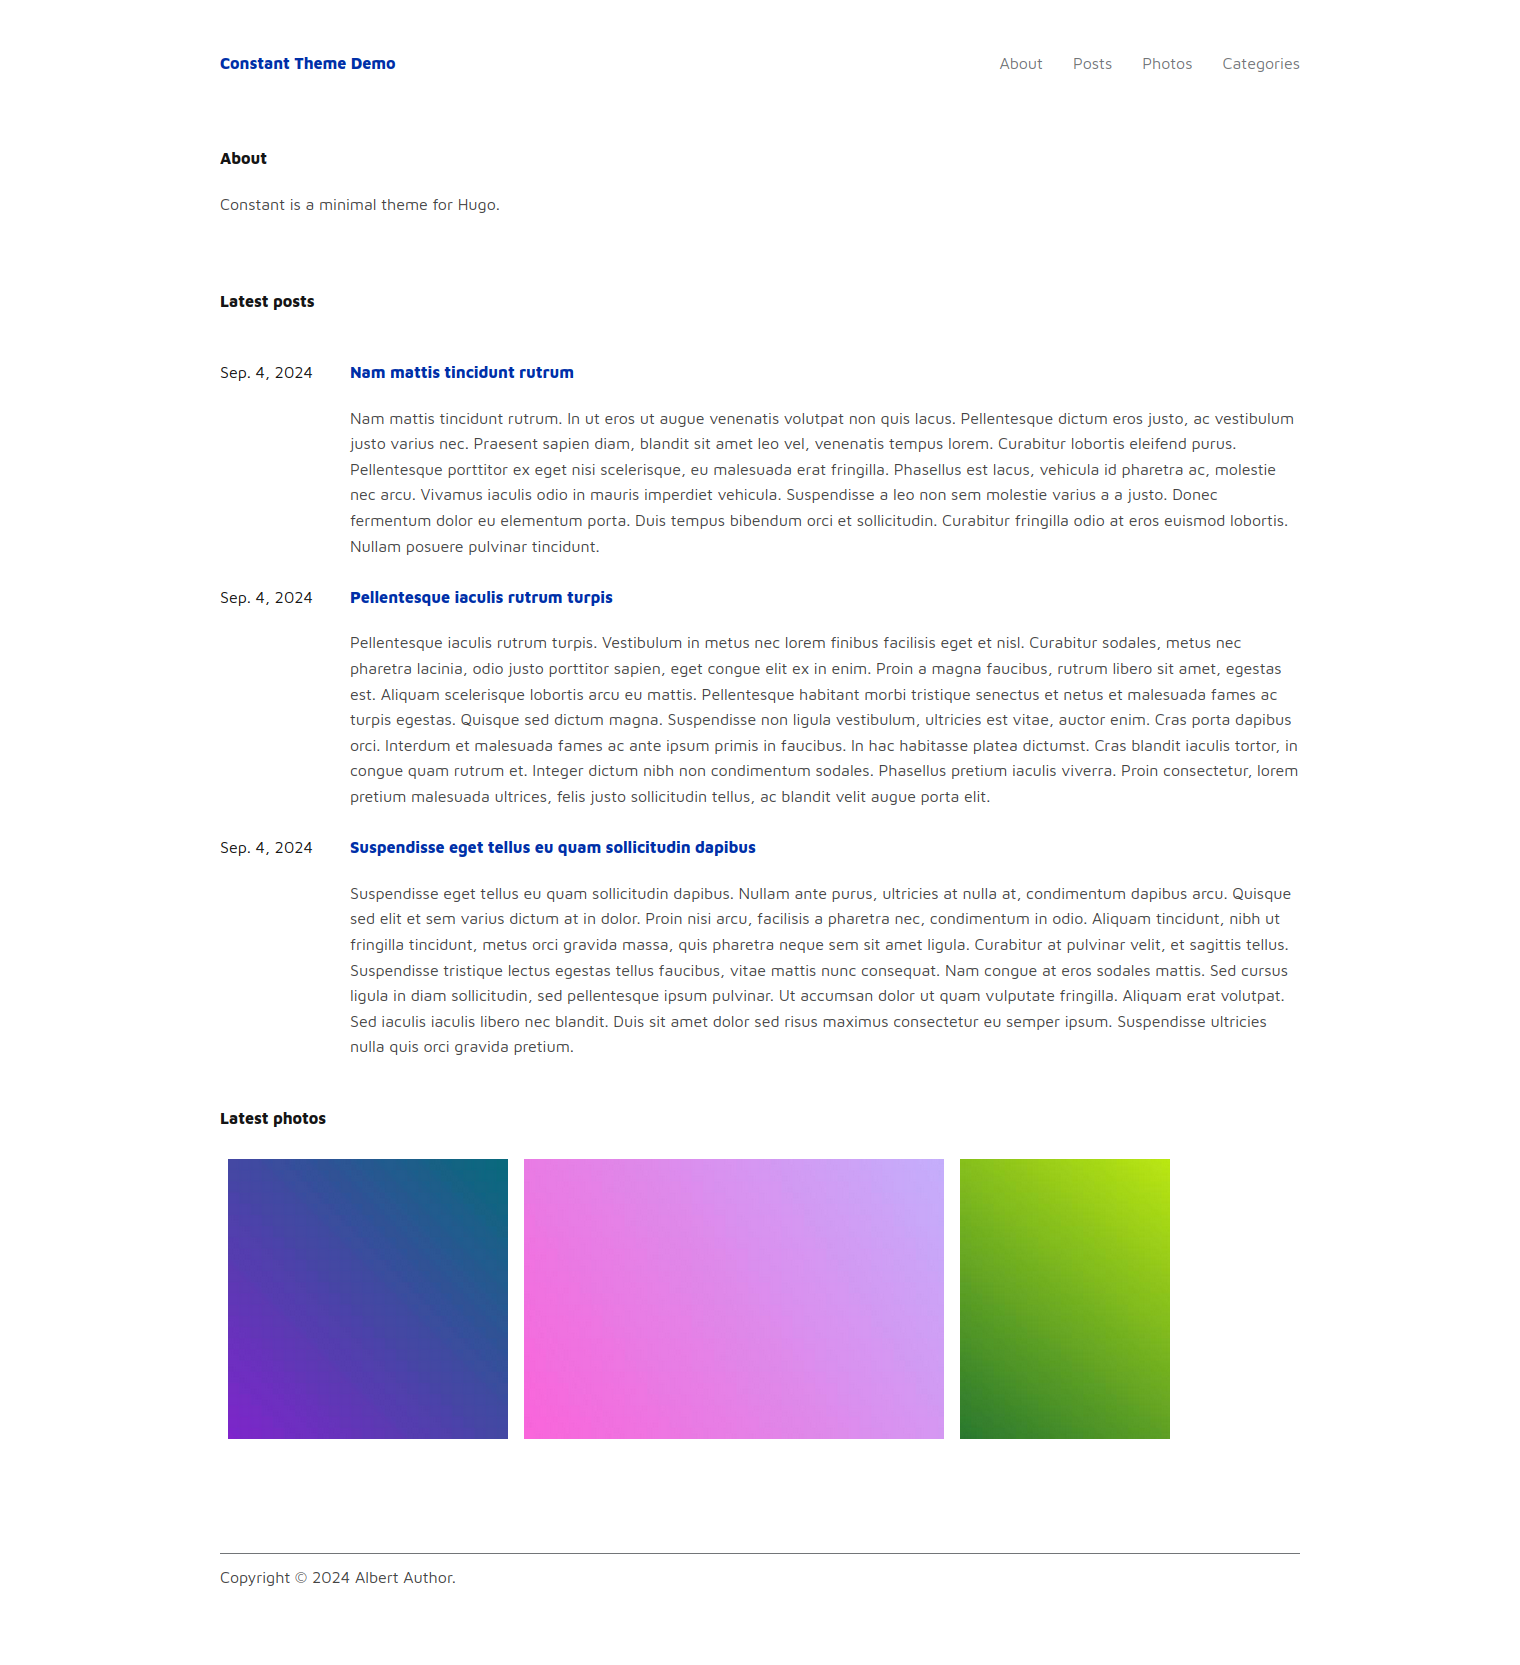 Constant Theme Demo
About Posts Photos Categories
About
Constant is a minimal theme for Hugo.
Latest posts
Sep. 4, 2024
Nam mattis tincidunt rutrum
Nam mattis tincidunt rutrum. In ut eros ut augue venenatis volutpat non quis lacus. Pellentesque dictum eros justo, ac vestibulum
justo varius nec. Praesent sapien diam, blandit sit amet leo vel, venenatis tempus lorem. Curabitur lobortis eleifend purus.
Pellentesque porttitor ex eget nisi scelerisque, eu malesuada erat fringilla. Phasellus est lacus, vehicula id pharetra ac, molestie
nec arcu. Vivamus iaculis odio in mauris imperdiet vehicula. Suspendisse a leo non sem molestie varius a a justo. Donec
fermentum dolor eu elementum porta. Duis tempus bibendum orci et sollicitudin. Curabitur fringilla odio at eros euismod lobortis.
Nullam posuere pulvinar tincidunt.
Sep. 4, 2024
Pellentesque iaculis rutrum turpis
Pellentesque iaculis rutrum turpis. Vestibulum in metus nec lorem finibus facilisis eget et nisl. Curabitur sodales, metus nec
pharetra lacinia, odio justo porttitor sapien, eget congue elit ex in enim. Proin a magna faucibus, rutrum libero sit amet, egestas
est. Aliquam scelerisque lobortis arcu eu mattis. Pellentesque habitant morbi tristique senectus et netus et malesuada fames ac
turpis egestas. Quisque sed dictum magna. Suspendisse non ligula vestibulum, ultricies est vitae, auctor enim. Cras porta dapibus
orci. Interdum et malesuada fames ac ante ipsum primis in faucibus. In hac habitasse platea dictumst. Cras blandit iaculis tortor, in
congue quam rutrum et. Integer dictum nibh non condimentum sodales. Phasellus pretium iaculis viverra. Proin consectetur, lorem
pretium malesuada ultrices, felis justo sollicitudin tellus, ac blandit velit augue porta elit.
Sep. 4, 2024
Suspendisse eget tellus eu quam sollicitudin dapibus
Suspendisse eget tellus eu quam sollicitudin dapibus. Nullam ante purus, ultricies at nulla at, condimentum dapibus arcu. Quisque
sed elit et sem varius dictum at in dolor. Proin nisi arcu, facilisis a pharetra nec, condimentum in odio. Aliquam tincidunt, nibh ut
fringilla tincidunt, metus orci gravida massa, quis pharetra neque sem sit amet ligula. Curabitur at pulvinar velit, et sagittis tellus.
Suspendisse tristique lectus egestas tellus faucibus, vitae mattis nunc consequat. Nam congue at eros sodales mattis. Sed cursus
ligula in diam sollicitudin, sed pellentesque ipsum pulvinar. Ut accumsan dolor ut quam vulputate fringilla. Aliquam erat volutpat.
Sed iaculis iaculis libero nec blandit. Duis sit amet dolor sed risus maximus consectetur eu semper ipsum. Suspendisse ultricies
nulla quis orci gravida pretium.
Latest photos
Copyright © 2024 Albert Author.